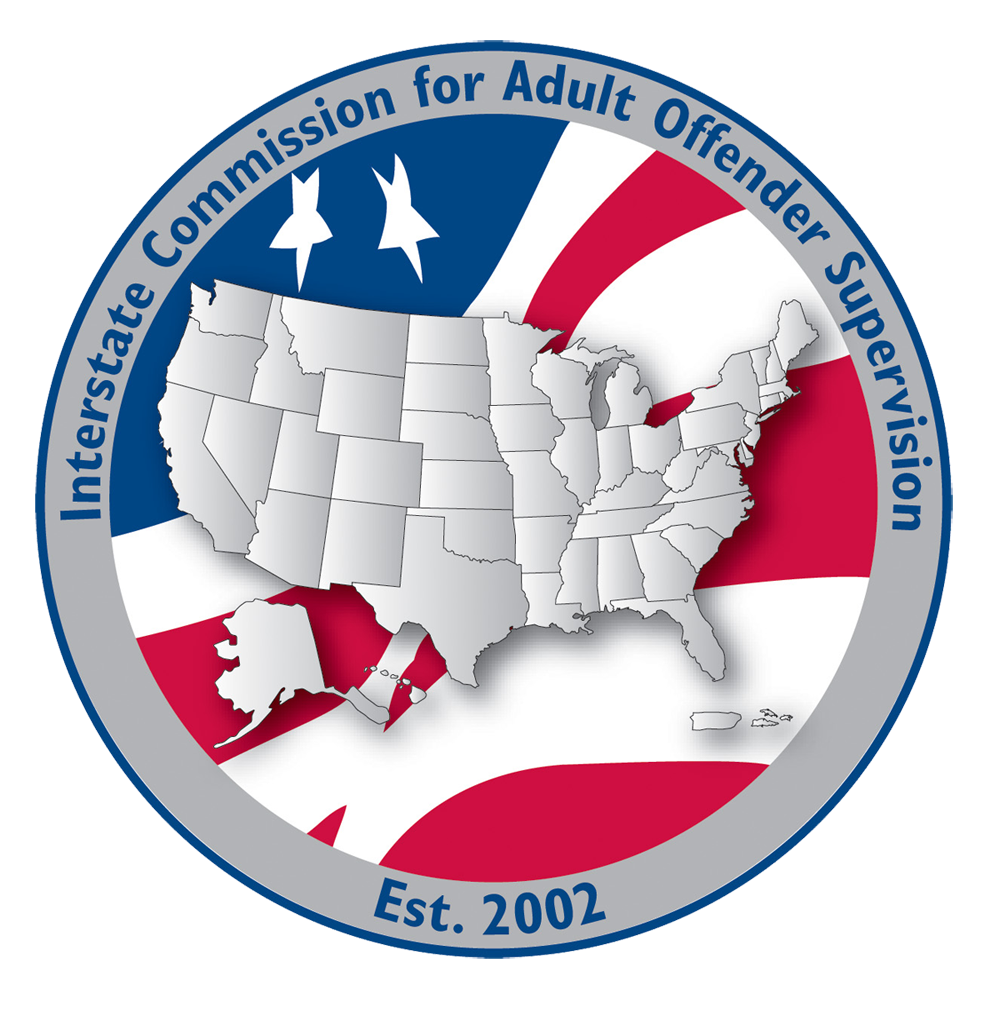 Interstate Commission for Adult Offender Supervision
Est. 2002